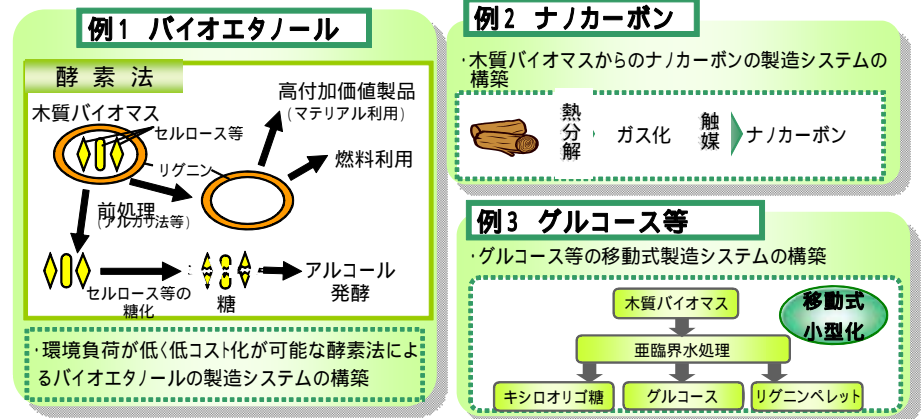 例1 バイオエタノール
酵 素 法
木質バイオマス
セルロース等
リグニン
高付加価値製品
(マテリアル利用)
燃料利用
前処理
(アルカリ法等)
セルロース等の
糖化
糖
アルコール
発酵
・環境負荷が低く低コスト化が可能な酵素法によ
るバイオエタノールの製造システムの構築
例2 ナノカーボン
・木質バイオマスからのナノカーボンの製造システムの
構築
熱分解
ガス化
触媒
ナノカーボン
例3 グルコース等
・グルコース等の移動式製造システムの構築
木質バイオマス
移動式
小型化
亜臨界水処理
キシロオリゴ糖
グルコース
リグニンペレット